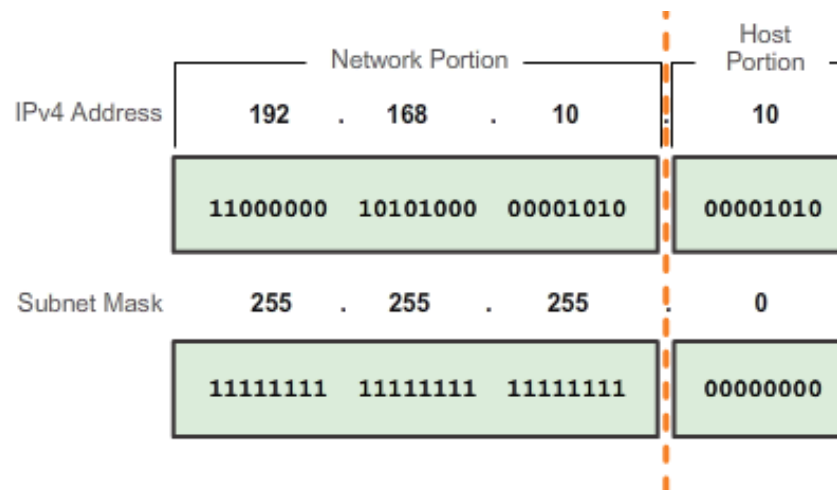 Network Portion
Host
Portion
IPv4 Address 192 . 168 . 10 . 10
11000000 10101000 00001010 00001010
Subnet Mask 255 . 255 . 255 . 0
11111111 11111111 11111111 00000000